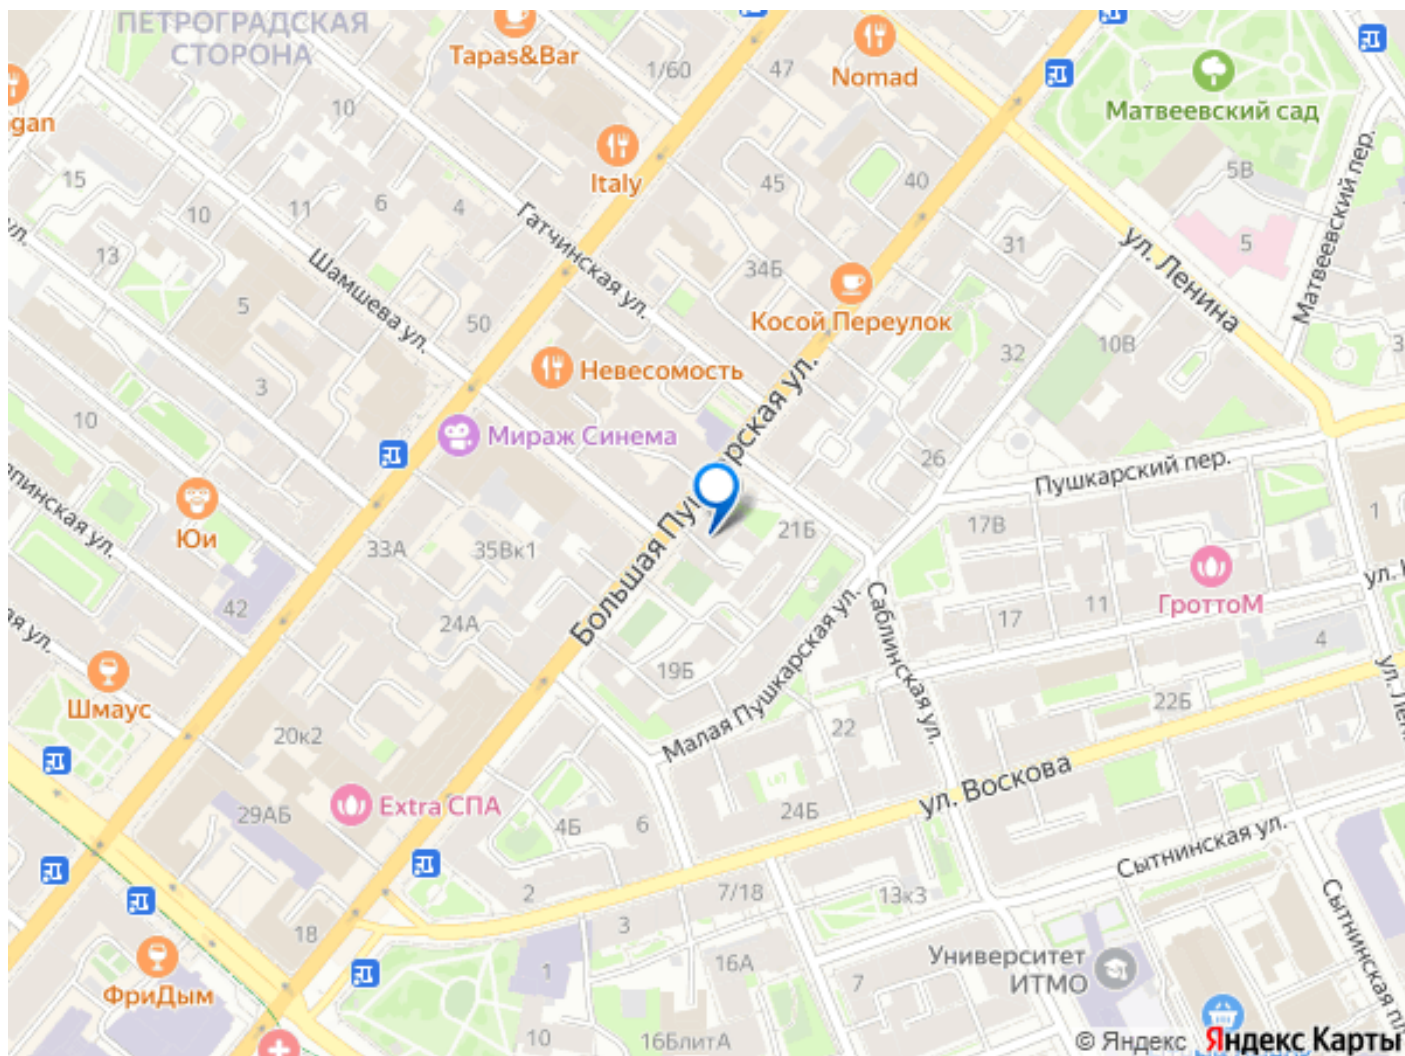 ПЕТРОГРАДСКАЯ
СТОРОНА
Tapas&Bar
1/60
47
Nomad
Матвеевский сад
gan
10
Italy
45
40
5В
Матвеевский пер.
15
10
11
6
4
Гатчинская ул.
31
ул. Ленина
5
ул.
13
Шамшева ул.
34Б
Косой Переулок
5
50
32
10В
3
Невесомость
3
10
Мираж Синема
26
Пушкарский пер.
Большая Пушкарская ул.
Юи
33А
35Вк1
21Б
17В
1
42
24А
Саблинская ул.
17
11
ГроттоМ
4
19Б
Малая Пушкарская ул.
Шмаус
20к2
22
22Б
ул. Воскова
29АБ
Extra СПА
4Б
6
24Б
Сытнинская ул.
2
7/18
13к3
3
18
16А
Университет
ИТМО
1
7
ФриДым
10
16БлитА
© Яндекс Яндекс Карты